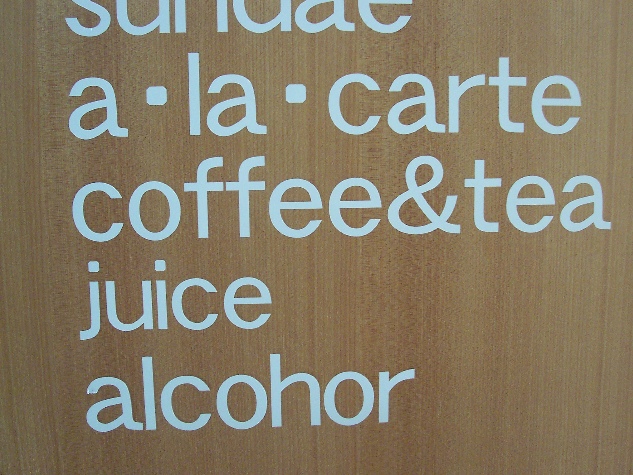 sundae
a・la・carte
coffee&tea
juice
alcohor